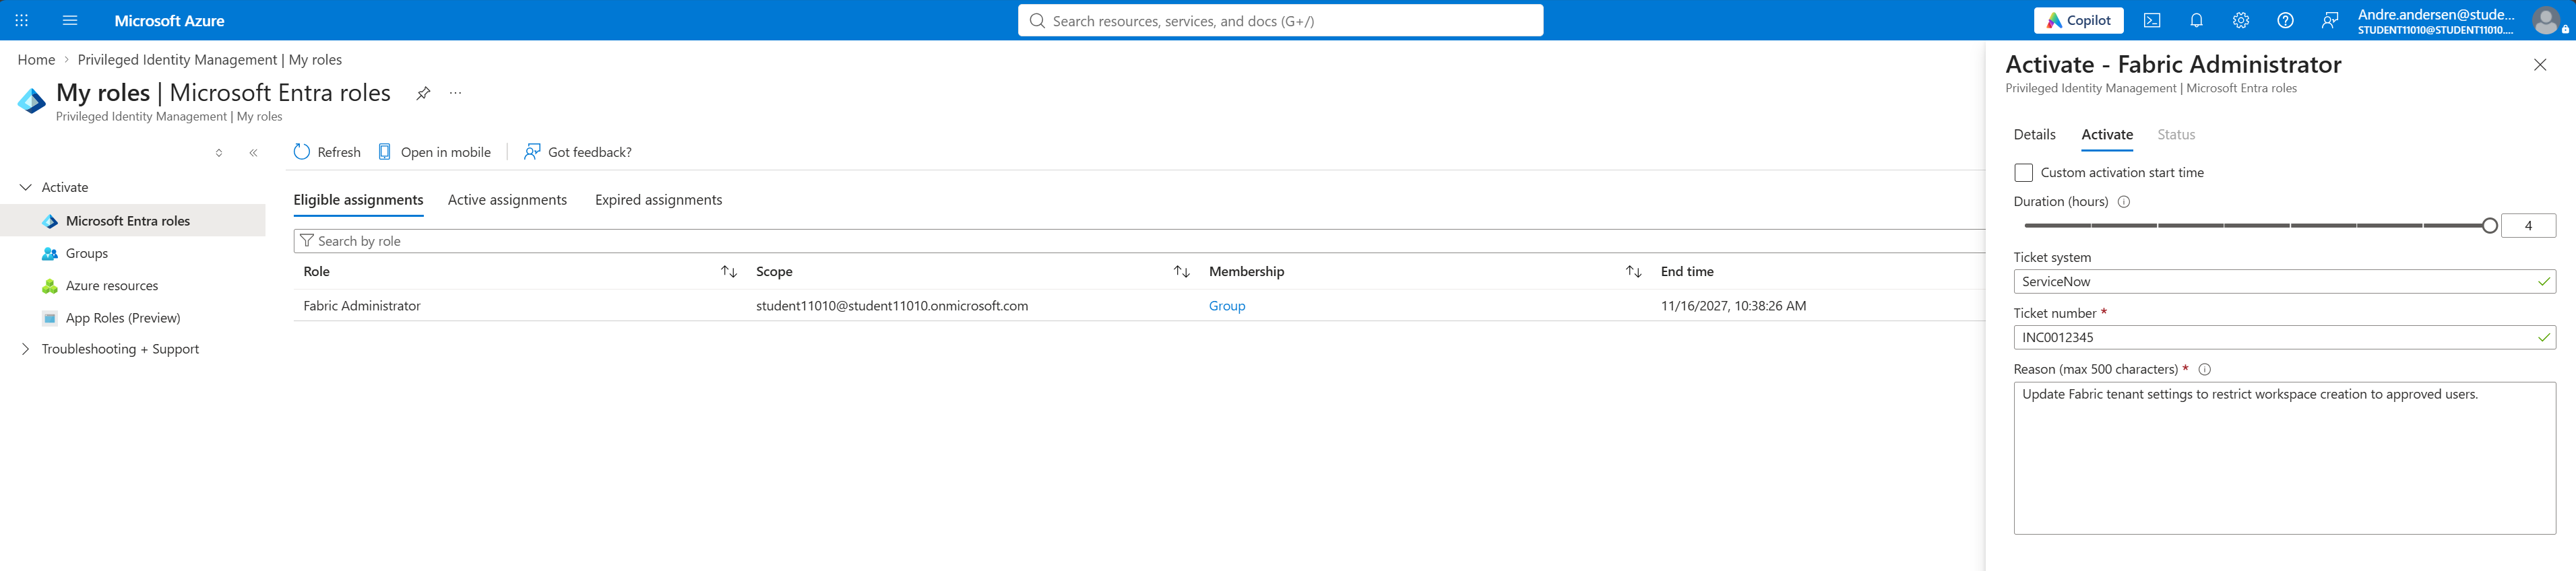 Microsoft Azure
Search resources, services, and docs (G+/)
Copilot
Andre.andersen@stude...
STUDENT11010@STUDENT11010....
Home > Privileged Identity Management | My roles
My roles | Microsoft Entra roles
Privileged Identity Management | My roles
Refresh
Open in mobile
Got feedback?
Activate
Microsoft Entra roles
Groups
Azure resources
App Roles (Preview)
Troubleshooting + Support
Eligible assignments
Active assignments
Expired assignments
Search by role
Role
Scope
Membership
End time
Fabric Administrator
student11010@student11010.onmicrosoft.com
Group
11/16/2027, 10:38:26 AM
Activate - Fabric Administrator
Privileged Identity Management | Microsoft Entra roles
Details
Activate
Status
Custom activation start time
Duration (hours)
4
Ticket system
ServiceNow
Ticket number *
INC0012345
Reason (max 500 characters) *
Update Fabric tenant settings to restrict workspace creation to approved users.